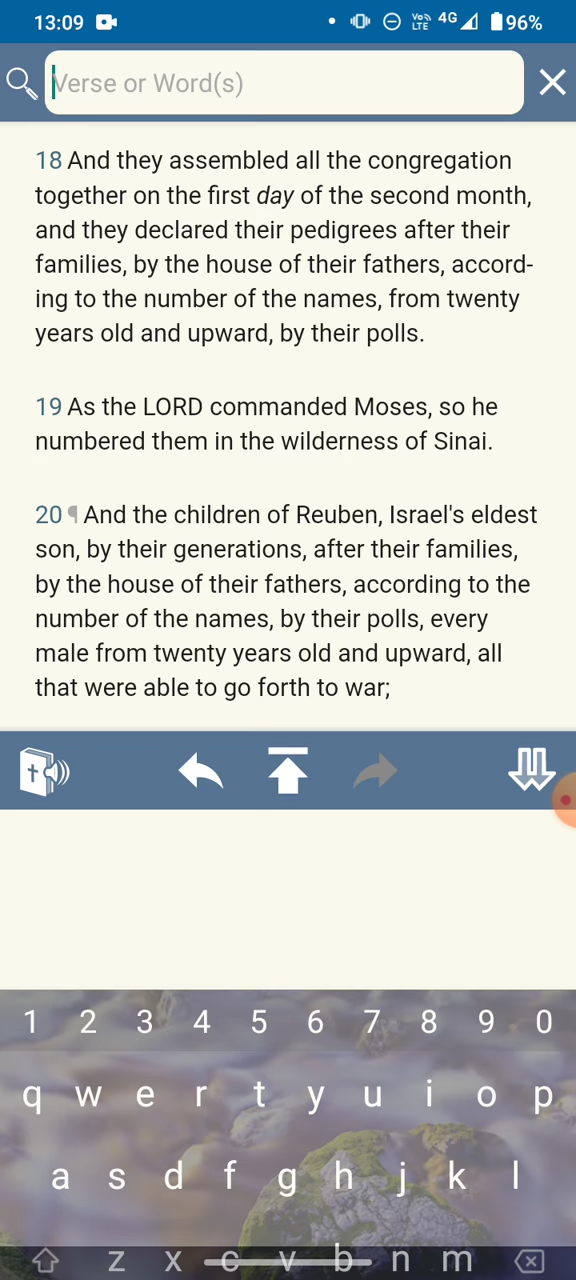 13:09 Vo) LTE 4G 96%
Verse or Word(s)
18 And they assembled all the congregation
together on the first day of the second month,
and they declared their pedigrees after their
families, by the house of their fathers, accord-
ing to the number of the names, from twenty
years old and upward, by their polls.
19 As the LORD commanded Moses, so he
numbered them in the wilderness of Sinai.
20 ¶ And the children of Reuben, Israel's eldest
son, by their generations, after their families,
by the house of their fathers, according to the
number of the names, by their polls, every
male from twenty years old and upward, all
that were able to go forth to war;
1 2 3 4 5 6 7 8 9 0
q w e r t y u i o p
a s d f g h j k l
z x c v b n m